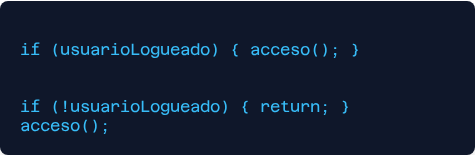 if (usuarioLogueado) { acceso(); }
if (!usuarioLogueado) { return; }
acceso();